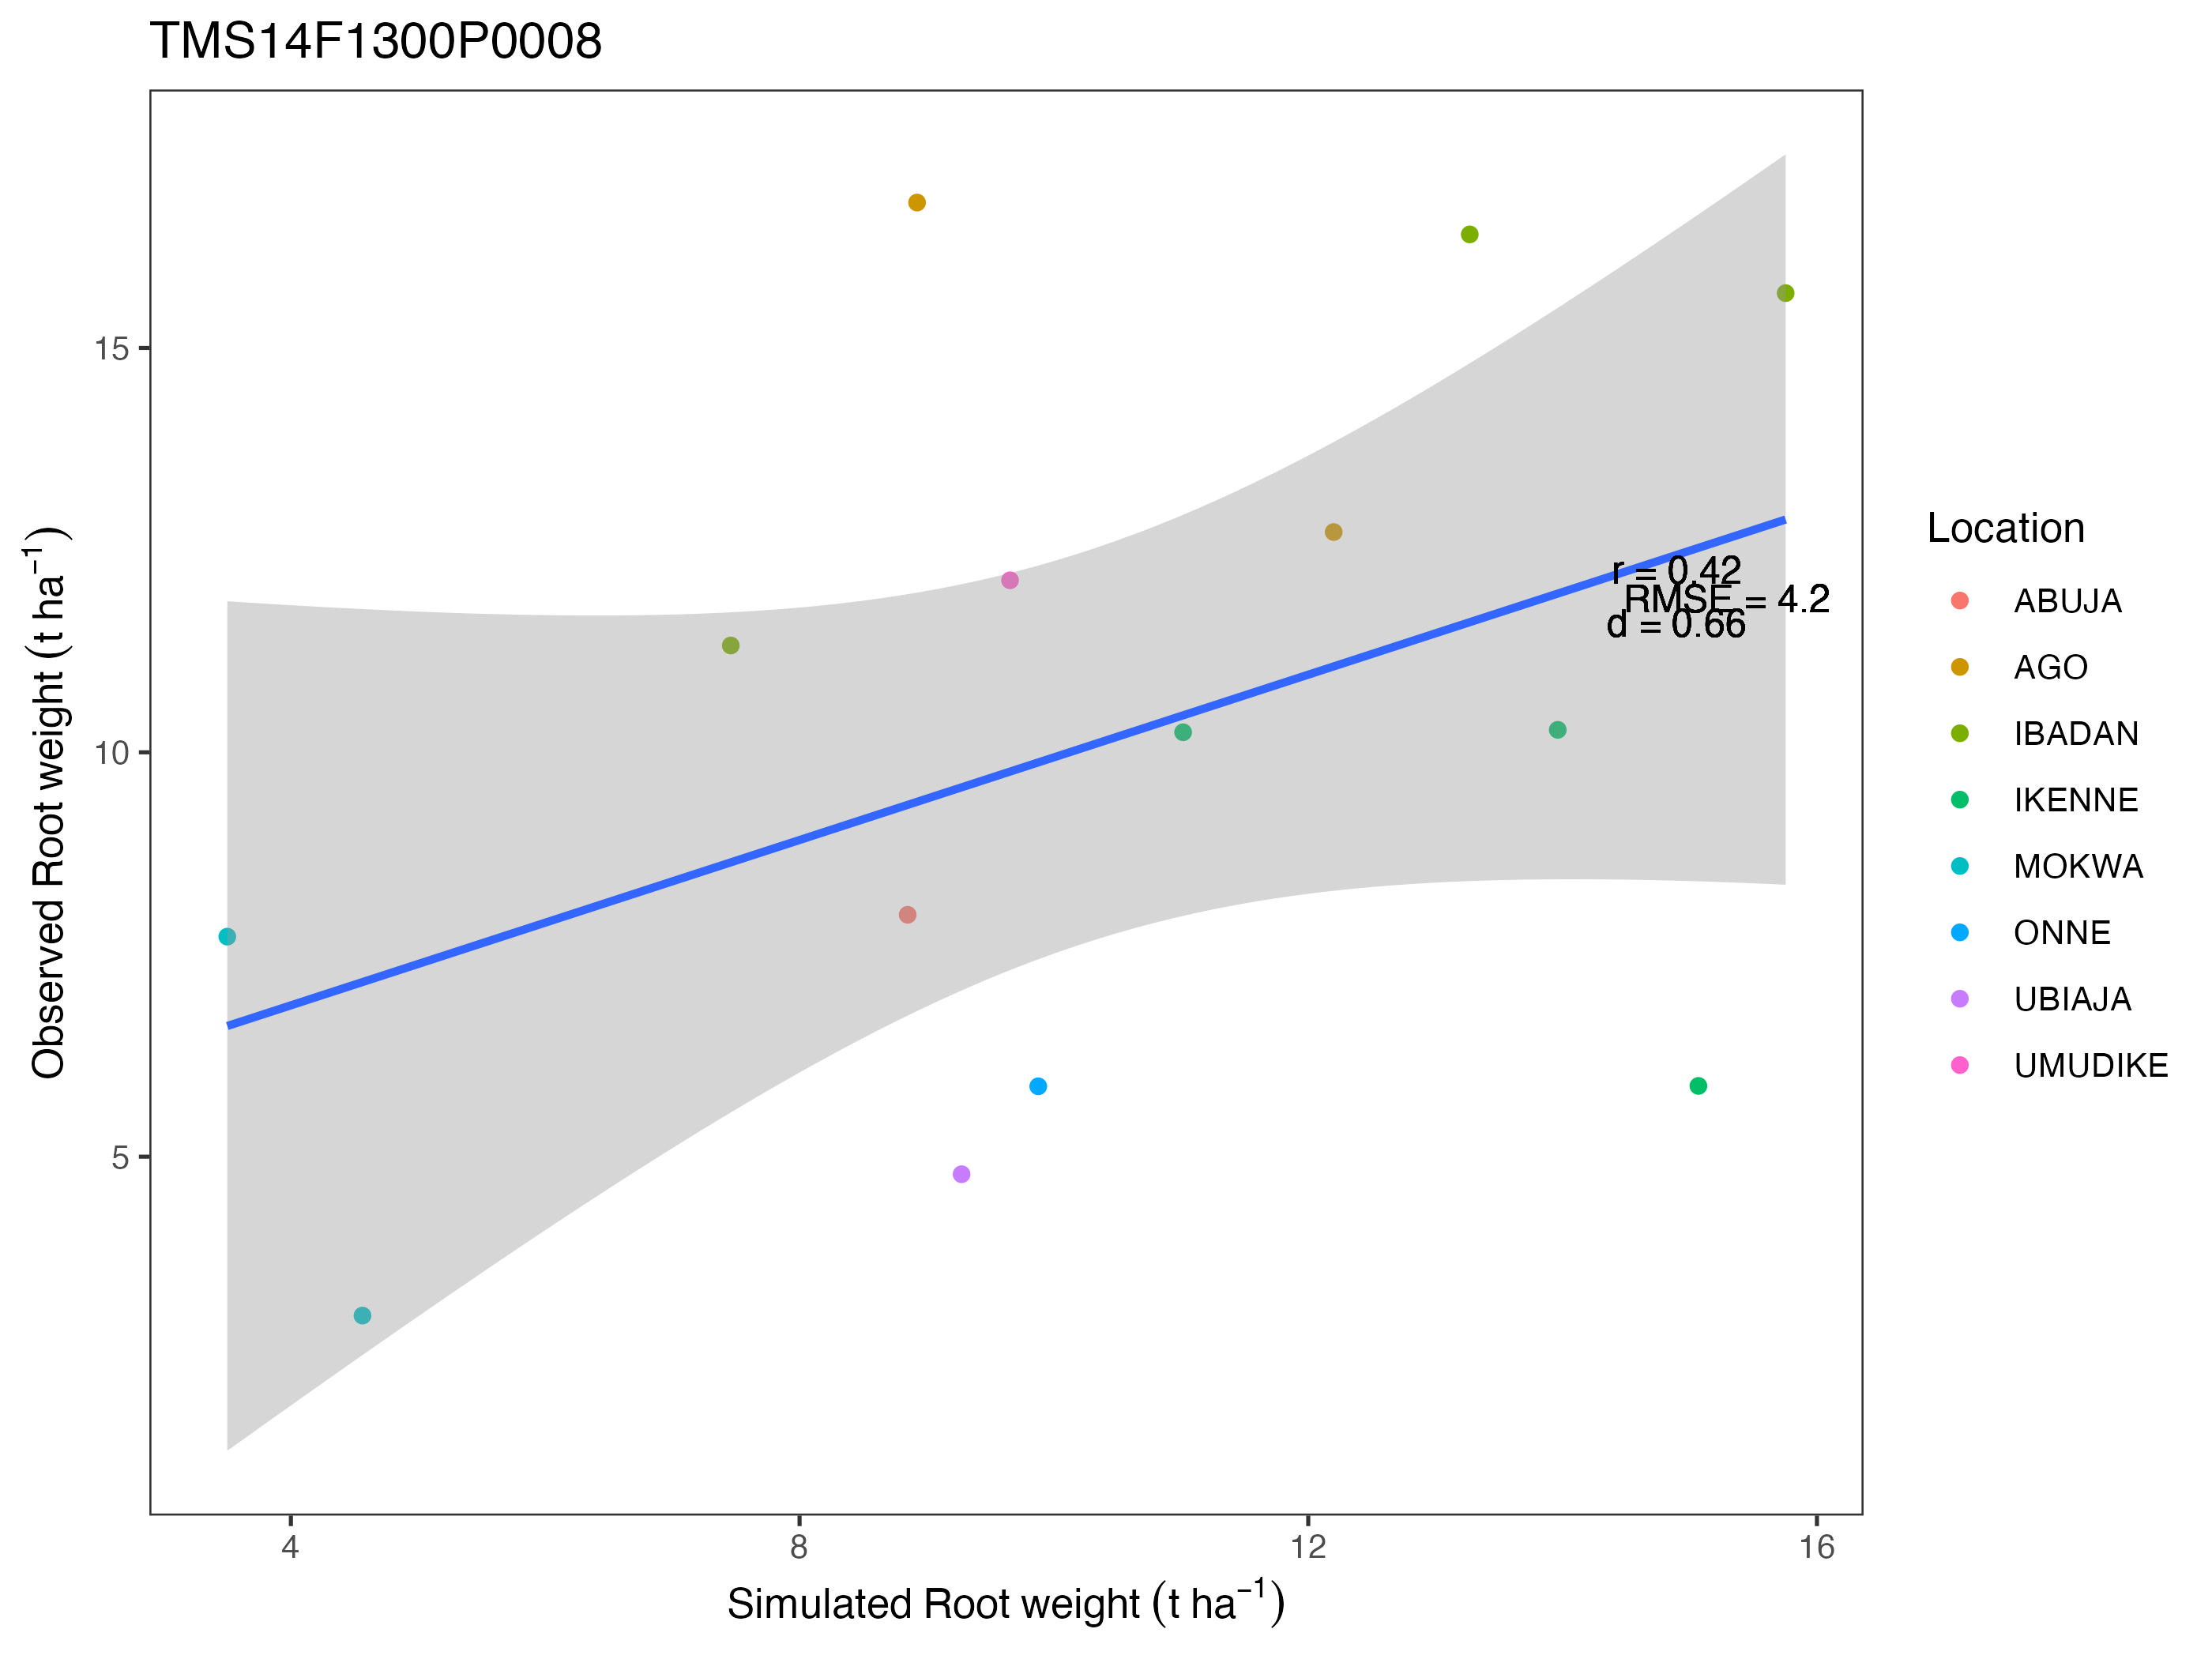 TMS14F1300P0008
Observed Root weight (t ha⁻¹)
15
10
5
r = 0.42
RMSE = 4.2
d = 0.66
4 8 12 16
Simulated Root weight (t ha⁻¹)
Location
ABUJA
AGO
IBADAN
IKENNE
MOKWA
ONNE
UBIAJA
UMUDIKE